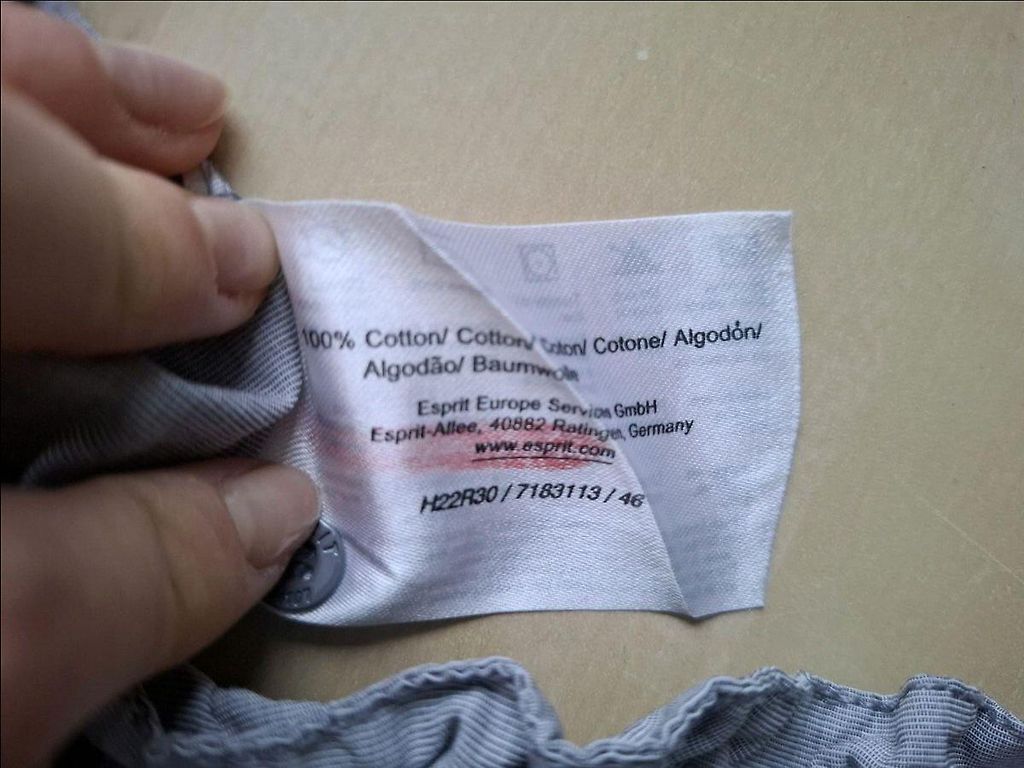 100% Cotton/ Cotton/ Coton/ Cotone/ Algodón/
Algodão/ Baumwolle
Esprit Europe Services GmbH
Esprit-Allee, 40882 Ratingen, Germany
www.esprit.com
H22R30 / 7183113 / 46